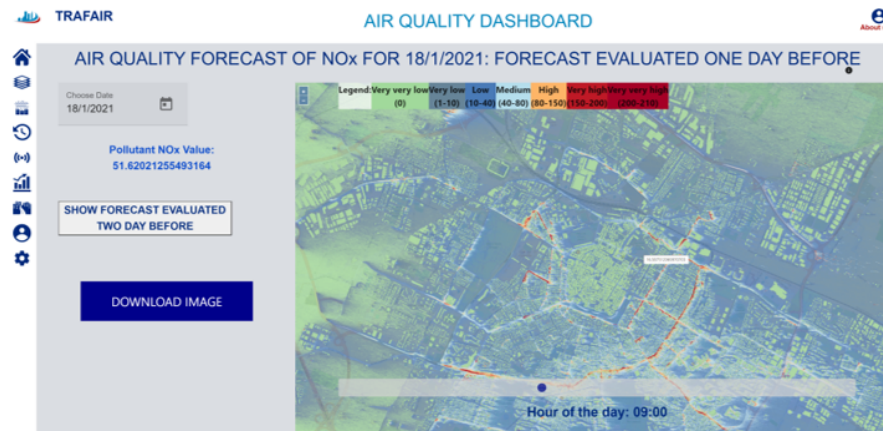 TRAFAIR
AIR QUALITY DASHBOARD
About
AIR QUALITY FORECAST OF NOx FOR 18/1/2021: FORECAST EVALUATED ONE DAY BEFORE
Choose Date
18/1/2021
Pollutant NOx Value:
51.62021255493164
SHOW FORECAST EVALUATED
TWO DAY BEFORE
DOWNLOAD IMAGE
Legend: Very very low Very low Low Medium High Very high Very very high
(0) (1-10) (10-40) (40-80) (80-150) (150-200) (200-230)
Hour of the day: 09:00